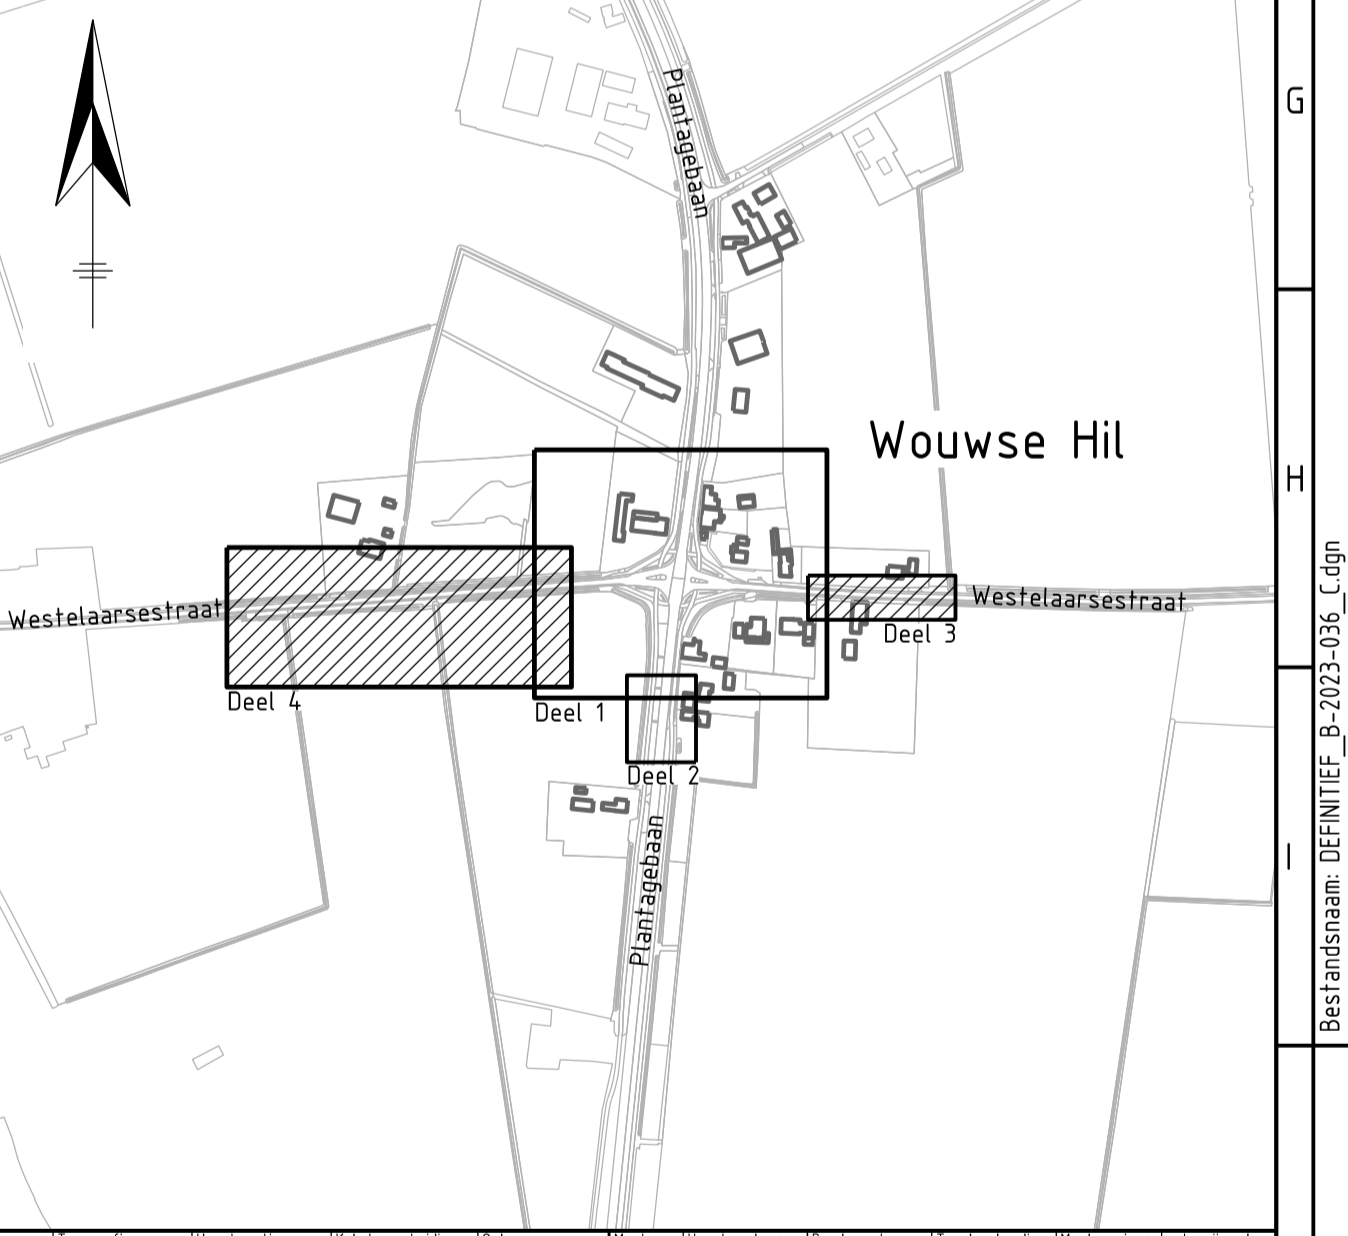 Plantagebaan
G
Wouwse Hil
H
Westelaarsestraat
Westelaarsestraat
Deel 3
Deel 4
Deel 1
Deel 2
Plantagebaan
I
Bestandsnaam: DEFINITIEF_B-2023-036_C.dgn